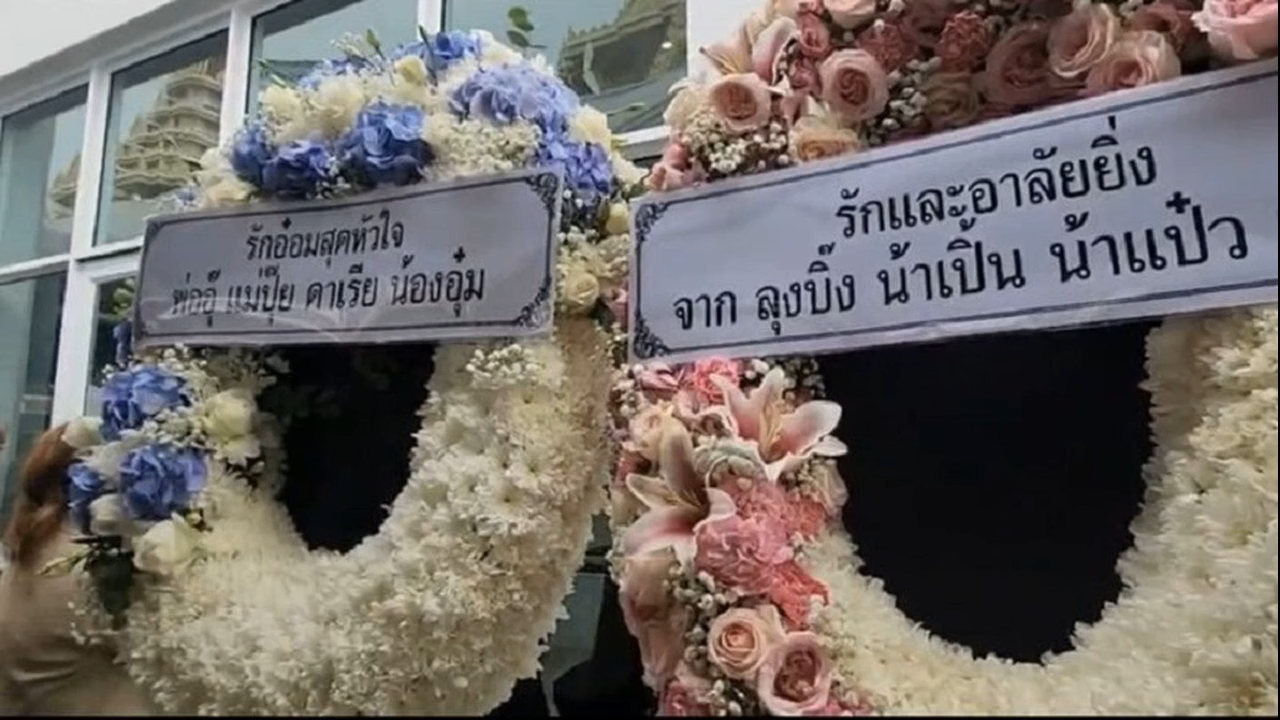 รักอ๋อมสุดหัวใจ
พ่ออู๊ แม่ปุ๊ย ดาเรีย น้องอุ๋ม
รักและอาลัยยิ่ง
จาก ลุงบิ๊ง น้าเปิ้น น้าแป๋ว